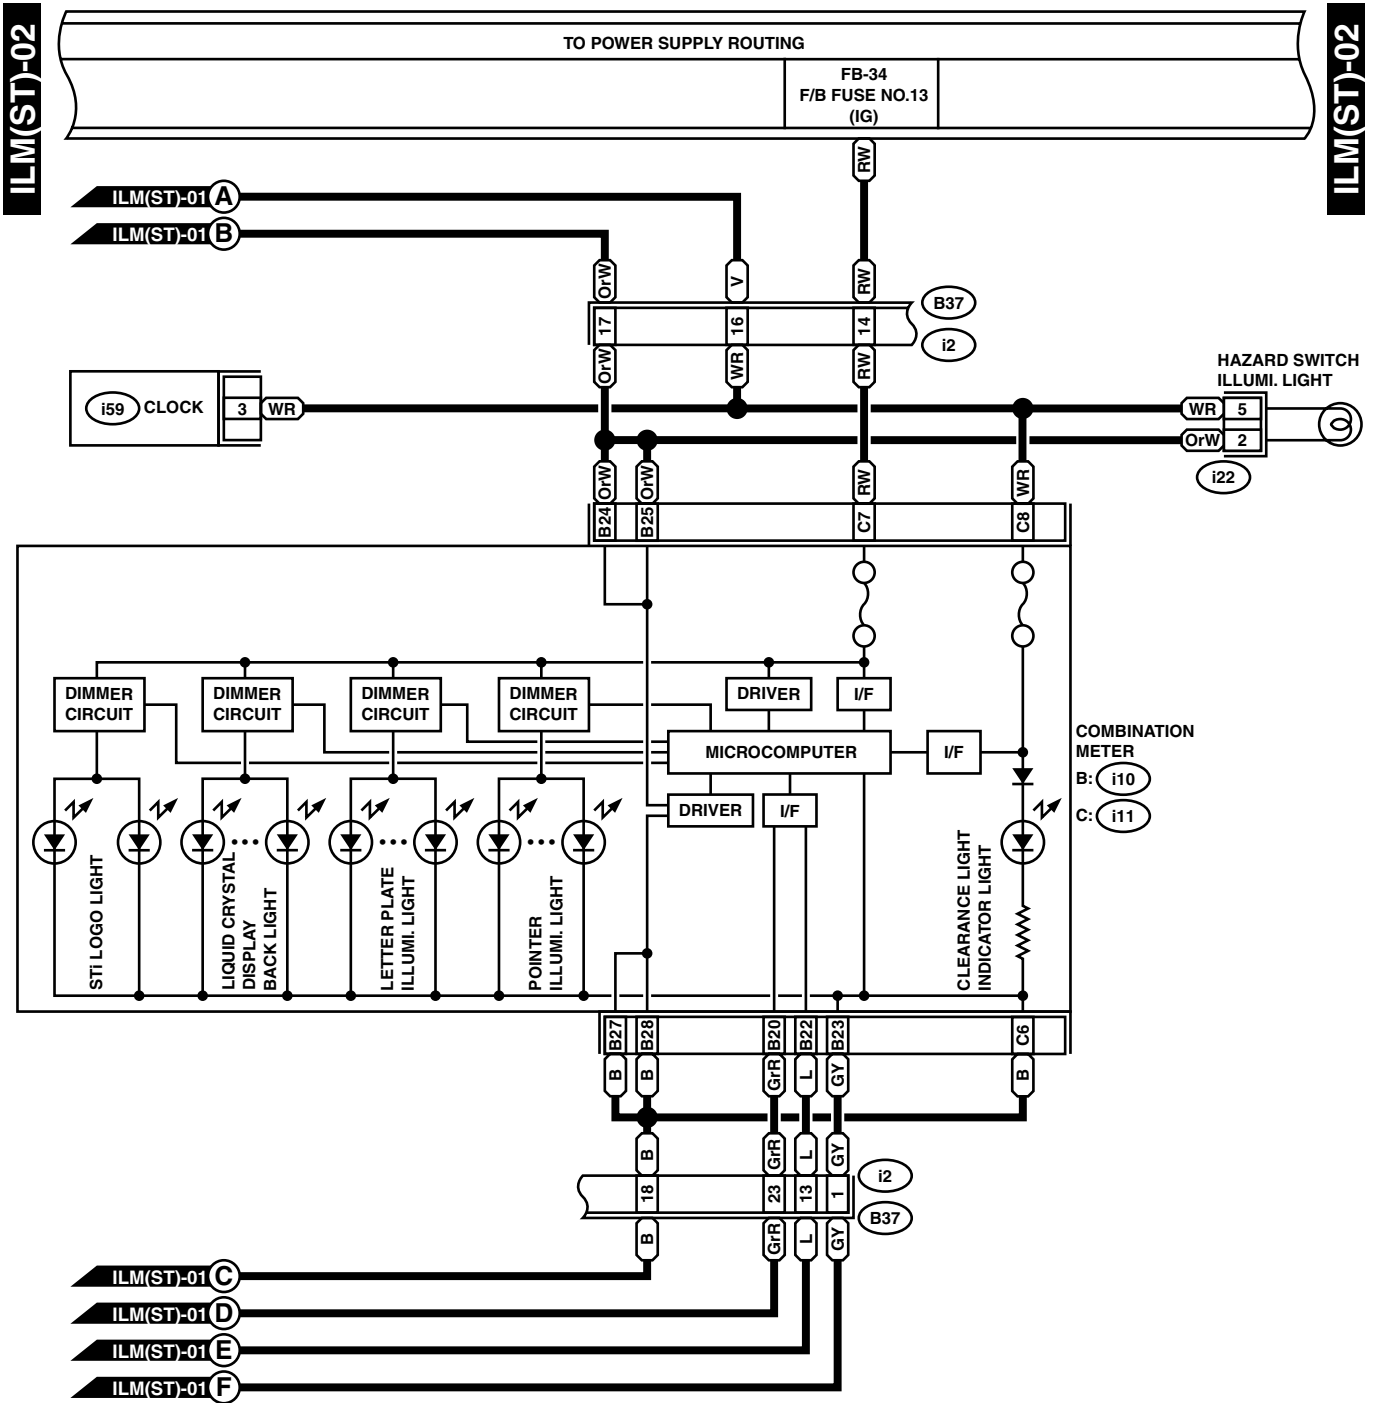 ILM(ST)-02
ILM(ST)-02
TO POWER SUPPLY ROUTING
FB-34
F/B FUSE NO.13
(IG)
RW
ILM(ST)-01 A
ILM(ST)-01 B
OrW
V
RW
B37
17
16
14
i2
OrW
WR
RW
HAZARD SWITCH
ILLUMI. LIGHT
i59 CLOCK
3
WR
WR
5
OrW
2
i22
OrW
OrW
RW
WR
B24
B25
C7
C8
DIMMER
CIRCUIT
DIMMER
CIRCUIT
DIMMER
CIRCUIT
DIMMER
CIRCUIT
DRIVER
I/F
MICROCOMPUTER
I/F
COMBINATION
METER
B: i10
C: i11
DRIVER
I/F
STi LOGO LIGHT
LIQUID CRYSTAL
DISPLAY
BACK LIGHT
LETTER PLATE
ILLUMI. LIGHT
POINTER
ILLUMI. LIGHT
CLEARANCE LIGHT
INDICATOR LIGHT
B27
B28
B20
B22
B23
C6
B
B
GrR
L
GY
B
B
GrR
L
GY
i2
18
23
13
1
B37
B
GrR
L
GY
ILM(ST)-01 C
ILM(ST)-01 D
ILM(ST)-01 E
ILM(ST)-01 F